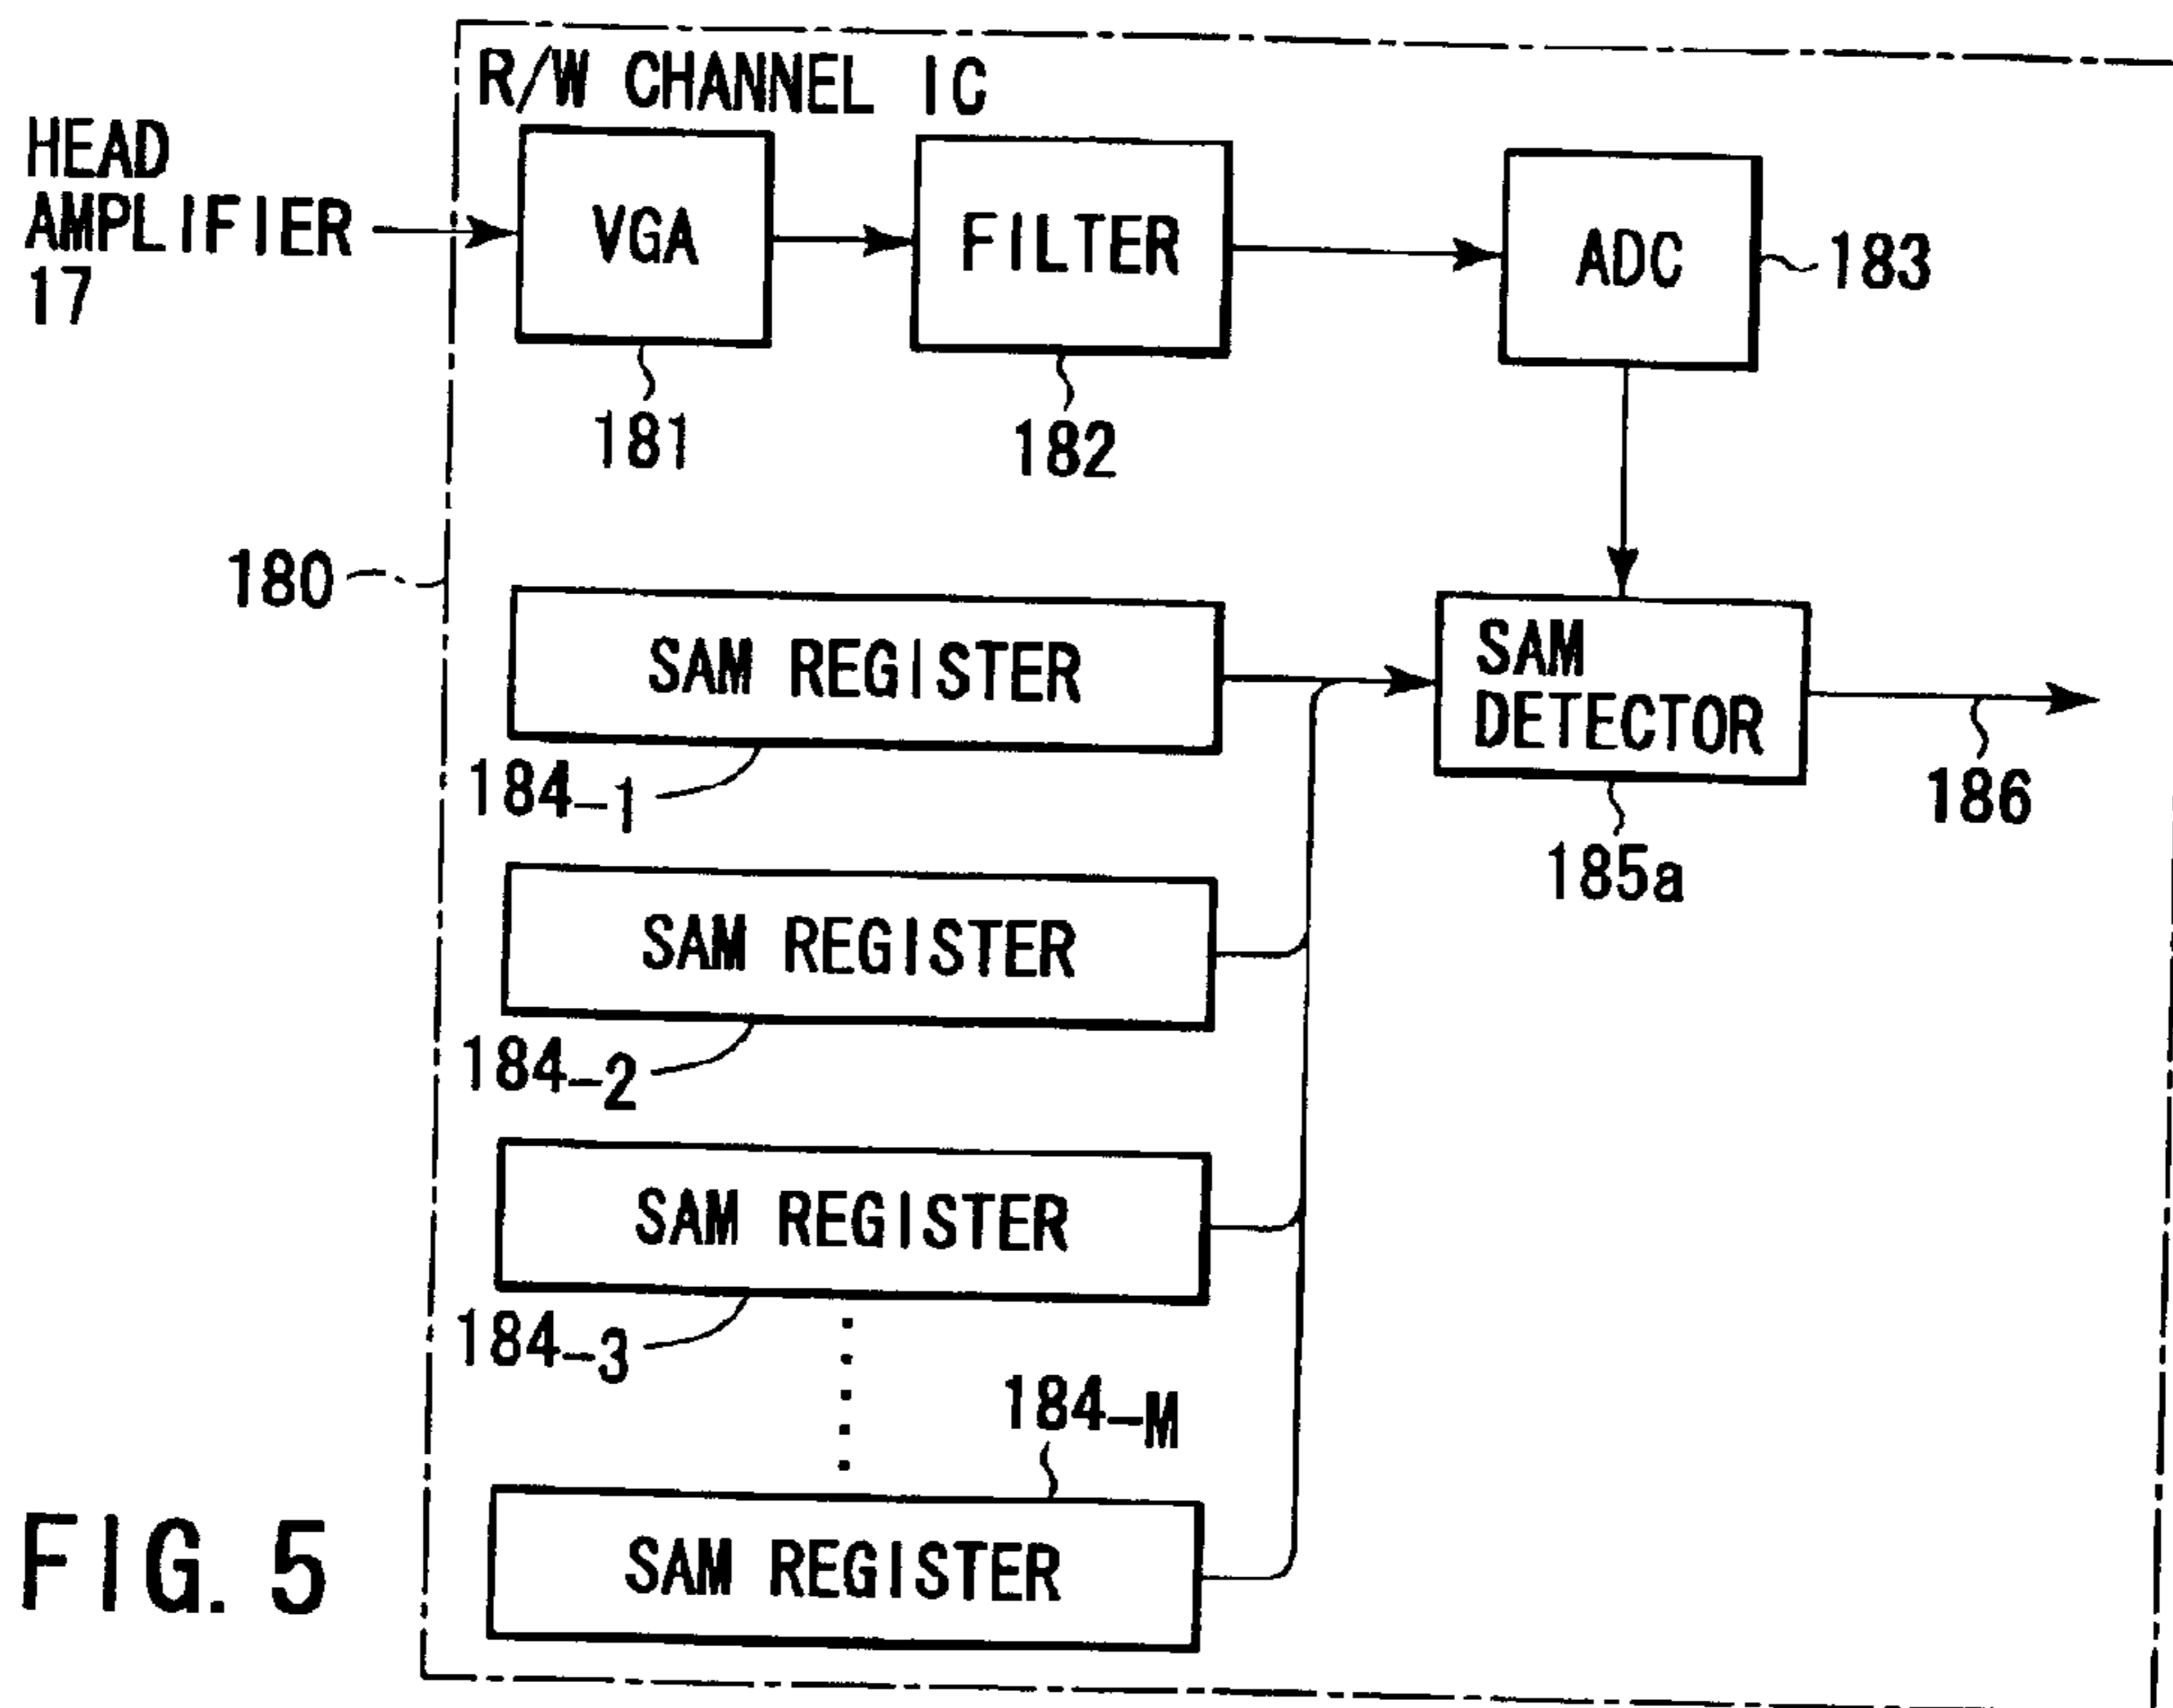 R/W CHANNEL IC
HEAD
AMPLIFIER
17
VGA
FILTER
ADC
183
181
182
180
SAM REGISTER
SAM
DETECTOR
184-1
186
185a
SAM REGISTER
184-2
SAM REGISTER
184-3
184-M
SAM REGISTER
FIG. 5